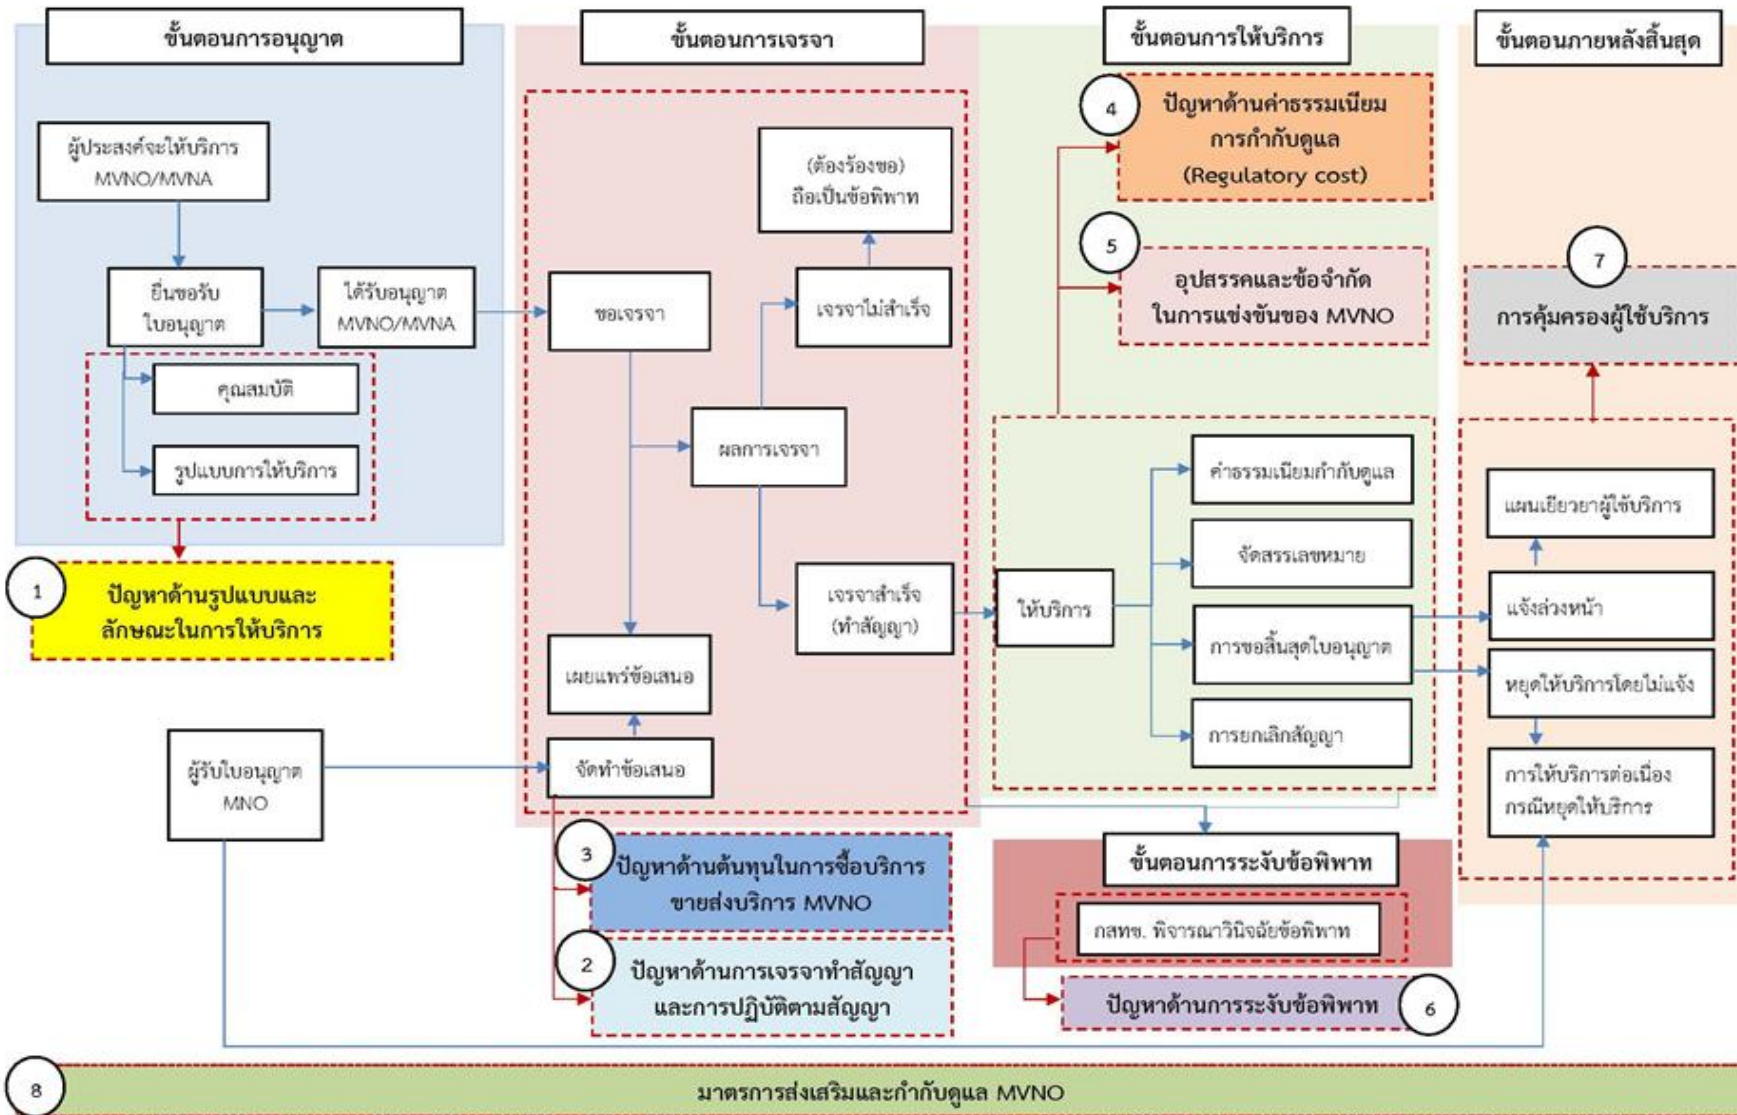 ขั้นตอนการอนุญาต
ผู้ประสงค์จะให้บริการ
MVNO/MVNA
ยื่นขอรับ
ใบอนุญาต
ได้รับอนุญาต
MVNO/MVNA
คุณสมบัติ
รูปแบบการให้บริการ
1
ปัญหาด้านรูปแบบและ
ลักษณะในการให้บริการ
ผู้รับใบอนุญาต
MNO
ขั้นตอนการเจรจา
(ต้องร้องขอ)
ถือเป็นข้อพิพาท
ขอเจรจา
เจรจาไม่สำเร็จ
ผลการเจรจา
เจรจาสำเร็จ
(ทำสัญญา)
เผยแพร่ข้อเสนอ
จัดทำข้อเสนอ
3
ปัญหาด้านต้นทุนในการซื้อบริการ
ขายส่งบริการ MVNO
2
ปัญหาด้านการเจรจาทำสัญญา
และการปฏิบัติตามสัญญา
ขั้นตอนการให้บริการ
4
ปัญหาด้านค่าธรรมเนียม
การกำกับดูแล
(Regulatory cost)
5
อุปสรรคและข้อจำกัด
ในการแข่งขันของ MVNO
ให้บริการ
ค่าธรรมเนียมกำกับดูแล
จัดสรรเลขหมาย
การขอสิ้นสุดใบอนุญาต
การยกเลิกสัญญา
ขั้นตอนการระงับข้อพิพาท
กสทช. พิจารณาวินิจฉัยข้อพิพาท
ปัญหาด้านการระงับข้อพิพาท
6
ขั้นตอนภายหลังสิ้นสุด
7
การคุ้มครองผู้ใช้บริการ
แผนเยียวยาผู้ใช้บริการ
แจ้งล่วงหน้า
หยุดให้บริการโดยไม่แจ้ง
การให้บริการต่อเนื่อง
กรณีหยุดให้บริการ
8
มาตรการส่งเสริมและกำกับดูแล MVNO